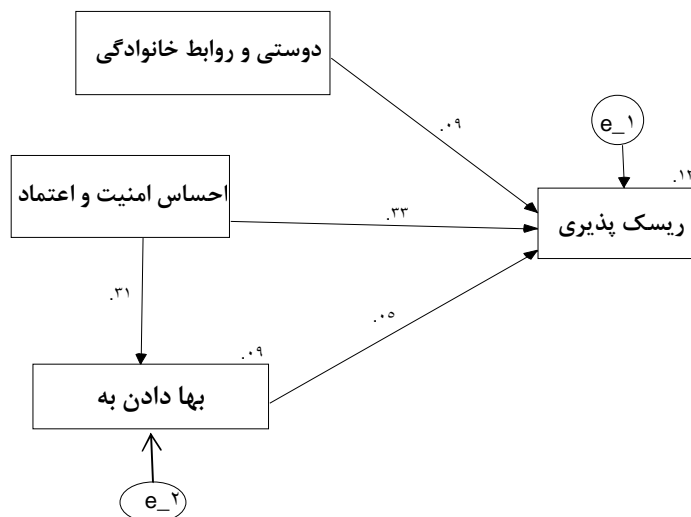 دوستی و روابط خانوادگی
.۰۹
e_۱
.۱۲
احساس امنیت و اعتماد
.۳۳
ریسک پذیری
.۳۱
.۰۵
.۰۹
بها دادن به
e_۲